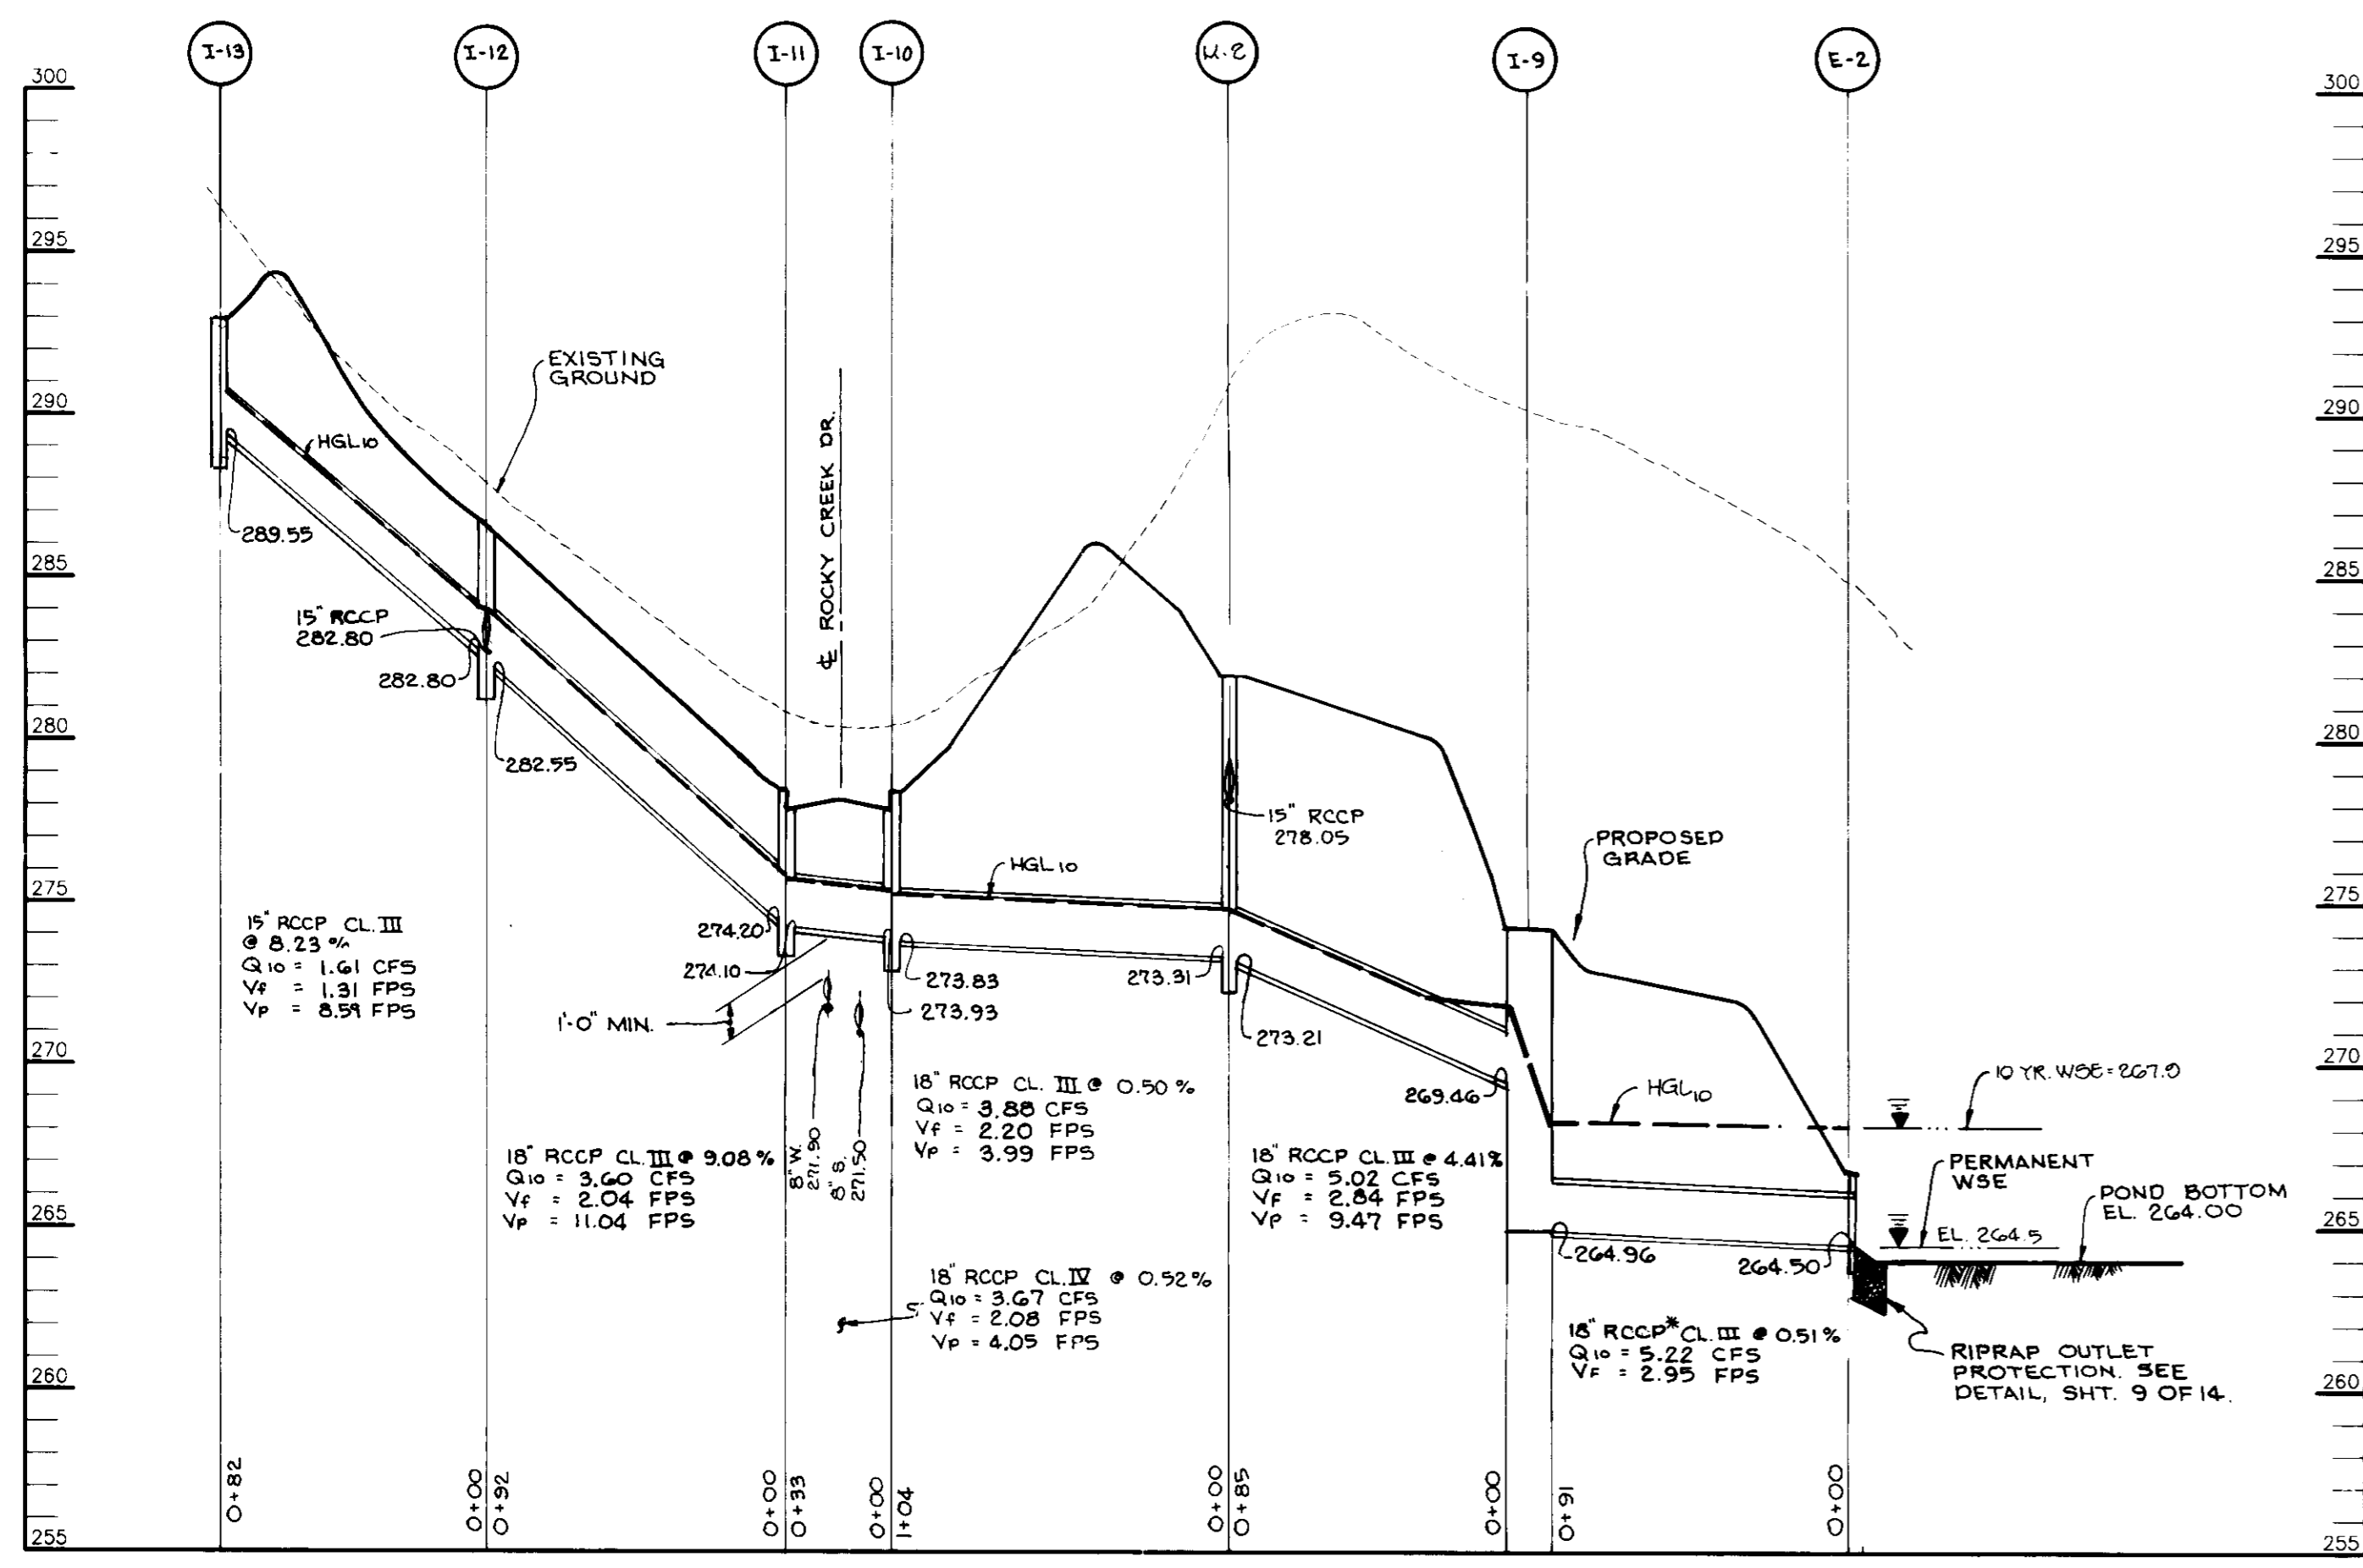 I-13
I-12
I-11
I-10
M-2
I-9
E-2
300
300
295
295
290
290
285
285
280
280
275
275
270
270
265
265
260
260
255
255
EXISTING
GROUND
HGL10
289.55
15" RCCP
282.80
282.80
282.55
℄ ROCKY CREEK DR.
15" RCCP
278.05
PROPOSED
GRADE
HGL10
15" RCCP CL. III
@ 8.23 %
Q10 = 1.61 CFS
Vf = 1.31 FPS
Vp = 8.59 FPS
274.20
274.10
1'-0" MIN.
273.83
273.93
273.31
273.21
269.46
HGL10
10 YR. WSE = 267.9
PERMANENT
WSE
EL. 264.5
POND BOTTOM
EL. 264.00
264.96
264.50
18" RCCP CL. III @ 0.50 %
Q10 = 3.88 CFS
Vf = 2.20 FPS
Vp = 3.99 FPS
18" RCCP CL. III @ 9.08 %
Q10 = 3.60 CFS
Vf = 2.04 FPS
Vp = 11.04 FPS
8" W.
271.90
8" S.
271.50
18" RCCP CL. III @ 4.41%
Q10 = 5.02 CFS
VF = 2.84 FPS
Vp = 9.47 FPS
18" RCCP CL. IV @ 0.52%
Q10 = 3.67 CFS
Vf = 2.08 FPS
Vp = 4.05 FPS
18" RCCP* CL. III @ 0.51%
Q10 = 5.22 CFS
VF = 2.95 FPS
RIPRAP OUTLET
PROTECTION. SEE
DETAIL, SHT. 9 OF 14.
0+82
0+00
0+92
0+00
0+33
0+00
1+04
0+00
0+85
0+00
0+91
0+00